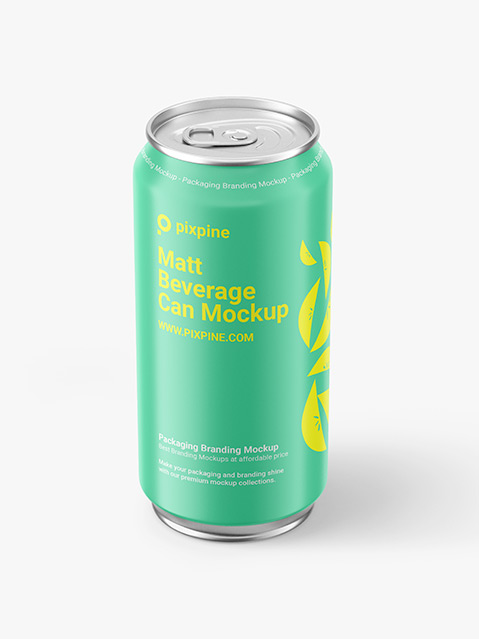 Branding Mockup - Packaging Branding Mockup - Packaging
pixpine
Matt
Beverage
Can Mockup
WWW.PIXPINE.COM
Packaging Branding Mockup
Best Branding Mockups at affordable price
Make your packaging and branding shine
with our premium mockup collections.